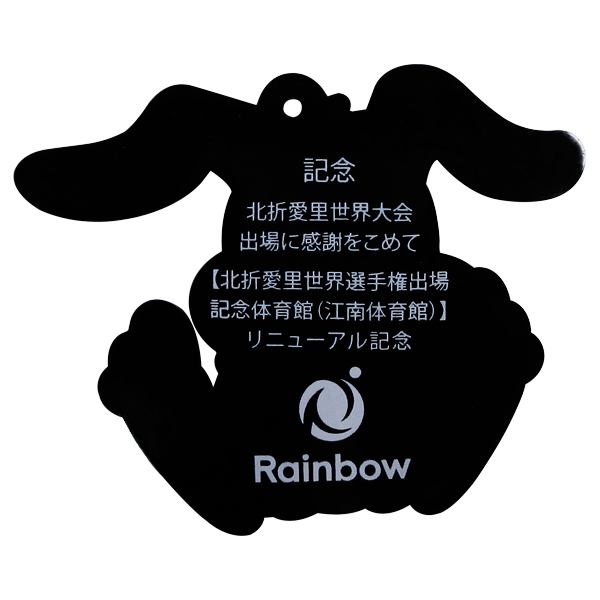 記念
北折愛里世界大会
出場に感謝をこめて
【北折愛里世界選手権出場
記念体育館(江南体育館)】
リニューアル記念
Rainbow